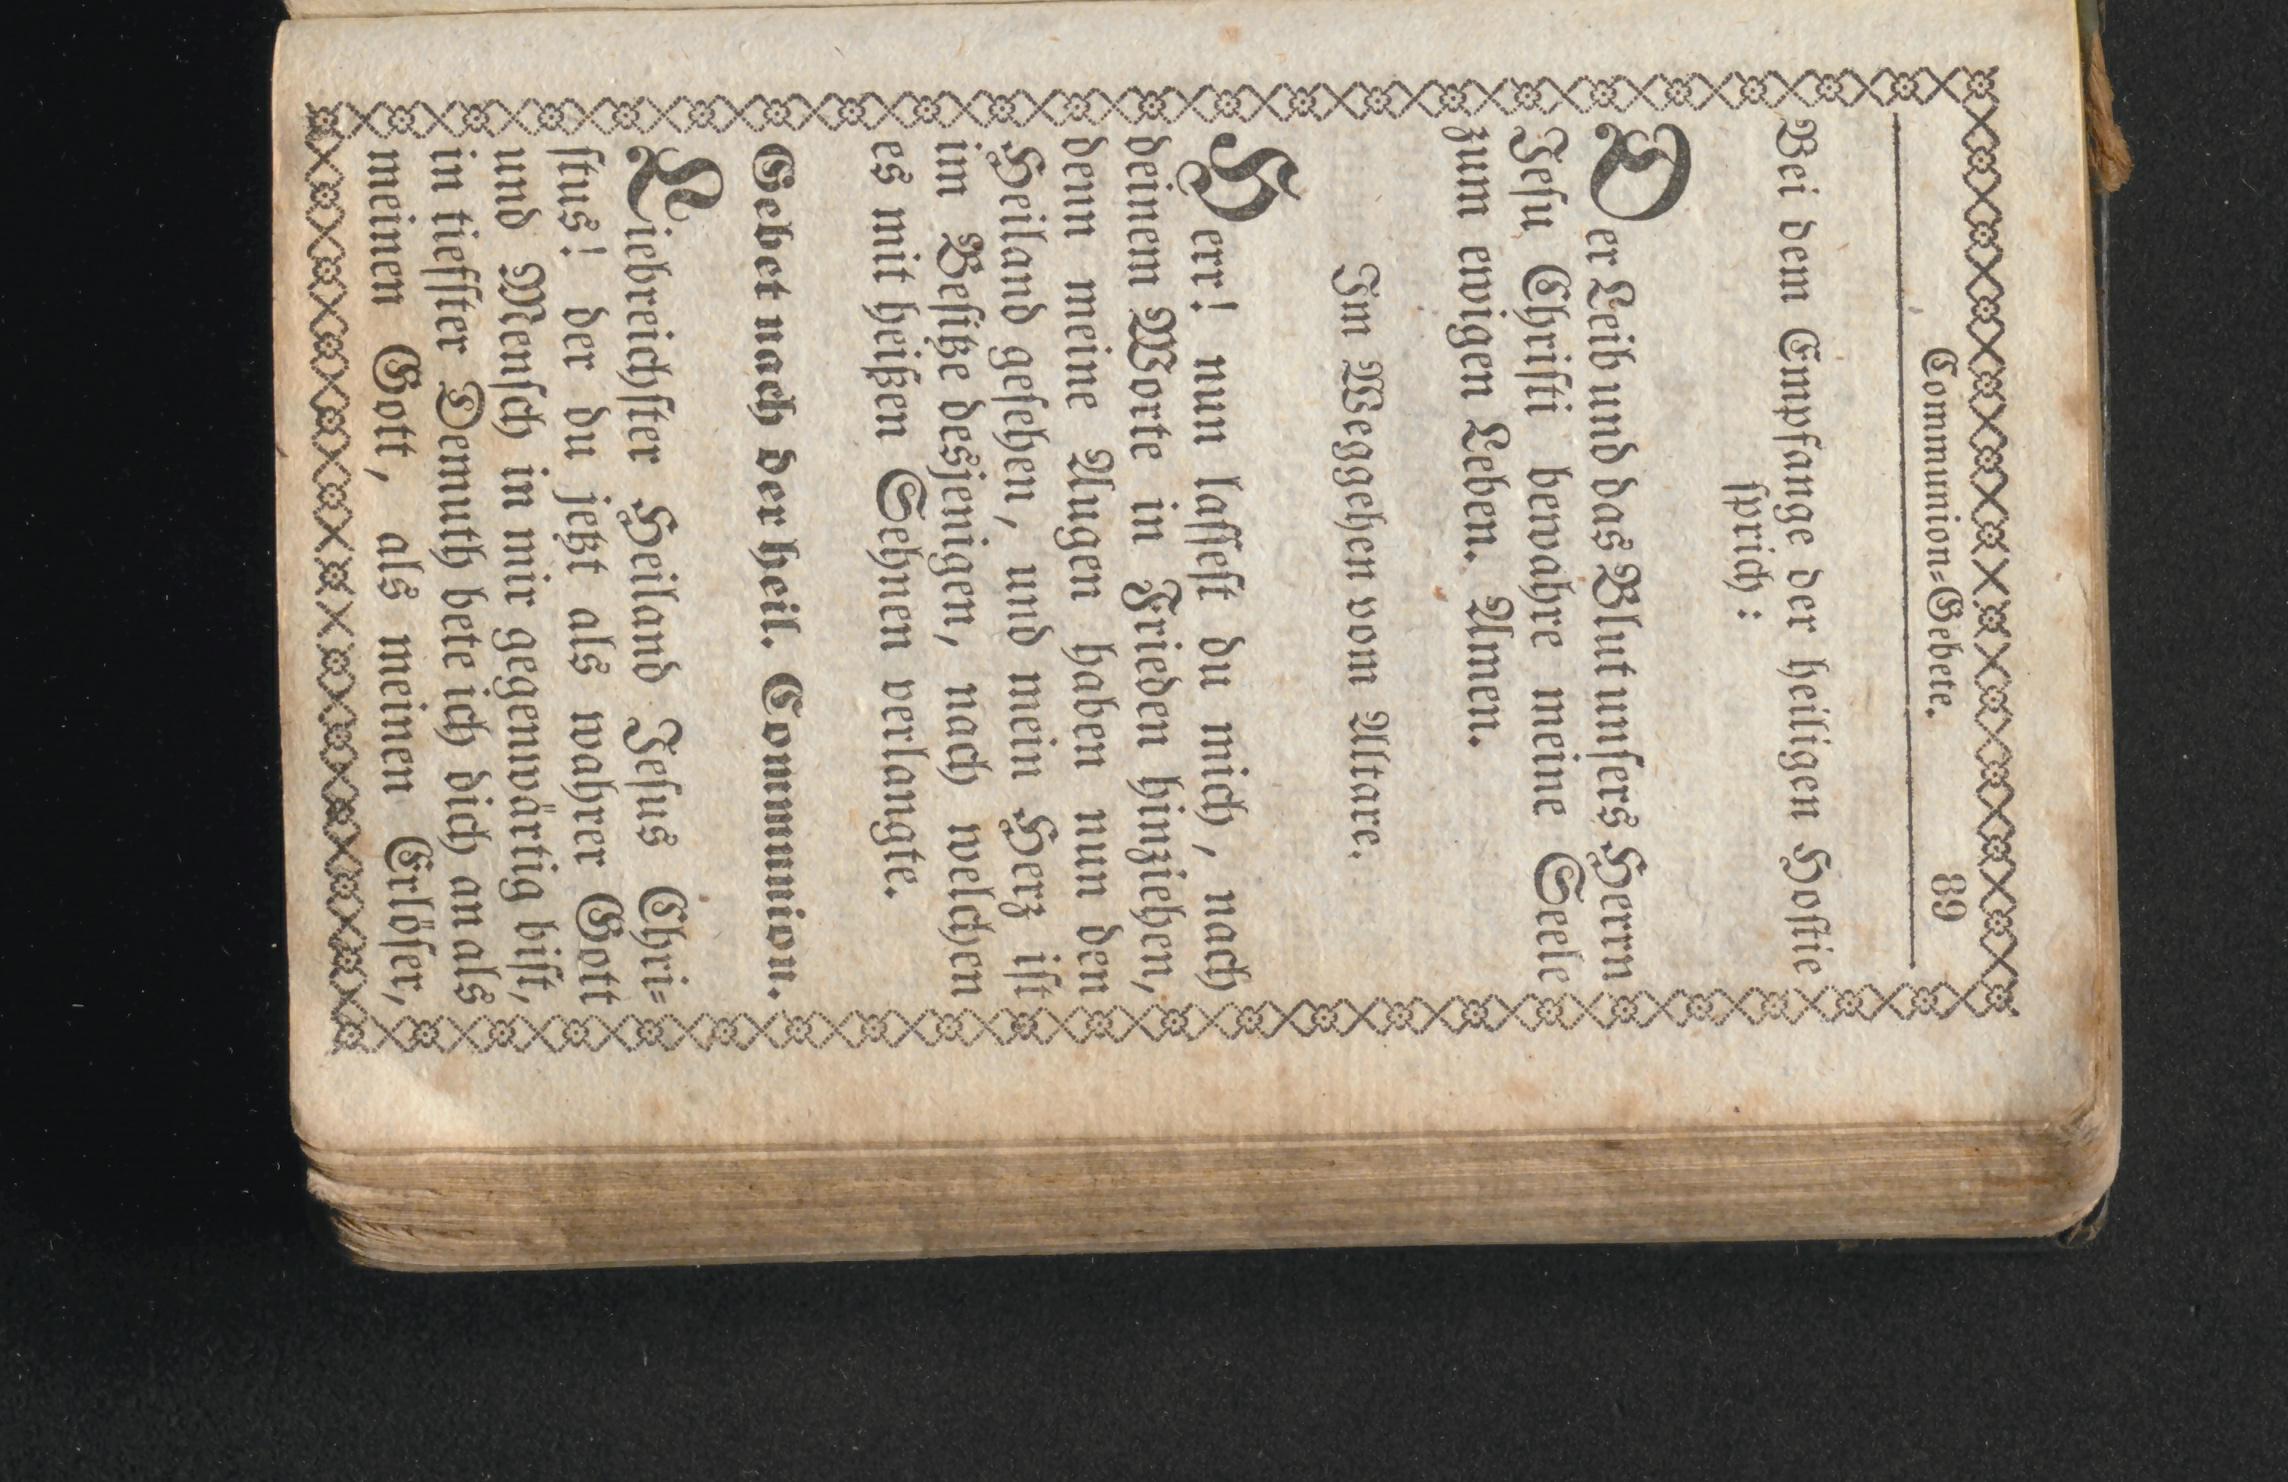 Communion-Gebete. 89
Bei dem Empfange der heiligen Hostie
sprich:
Der Leib und das Blut unsers Herrn
Jesu Christi bewahre meine Seele
zum ewigen Leben. Amen.
Im Weggehen vom Altare.
Herr! nun lassest du mich, nach
deinem Worte in Frieden hinziehen,
denn meine Augen haben nun den
Heiland gesehen, und mein Herz ist
im Besitze desjenigen, nach welchen
es mit heißen Sehnen verlangte.
Gebet nach der heil. Communion.
Liebreichster Heiland Jesus Chri-
stus! der du jetzt als wahrer Gott
und Mensch in mir gegenwärtig bist,
in tiefster Demuth bete ich dich an als
meinen Gott, als meinen Erlöser,